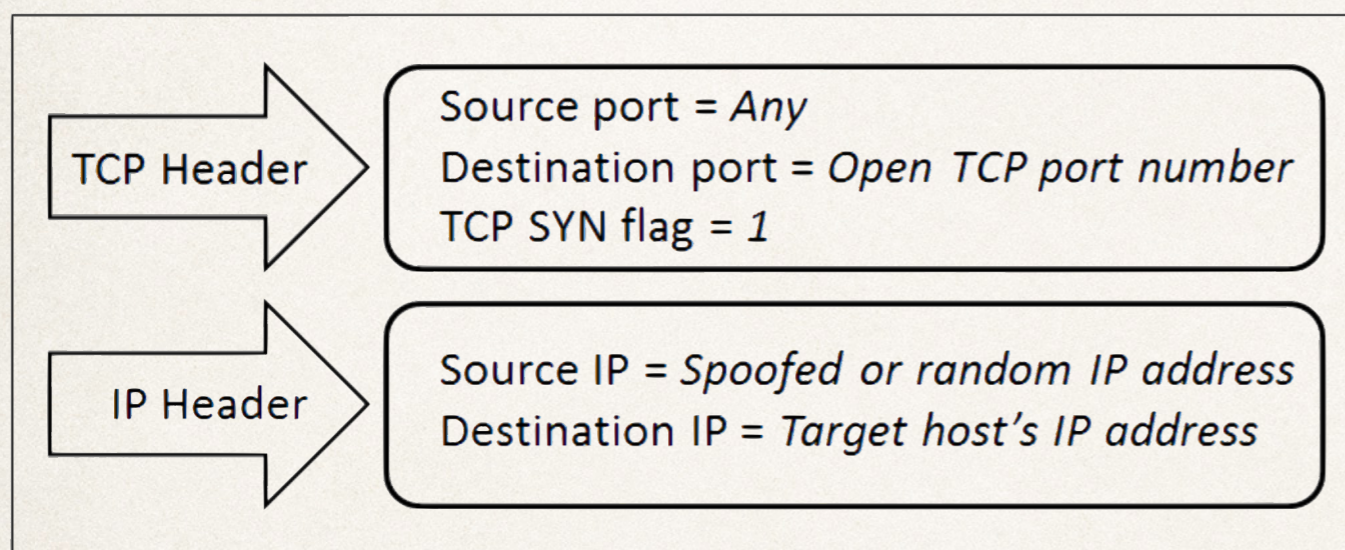 TCP Header
Source port = Any
Destination port = Open TCP port number
TCP SYN flag = 1
IP Header
Source IP = Spoofed or random IP address
Destination IP = Target host's IP address